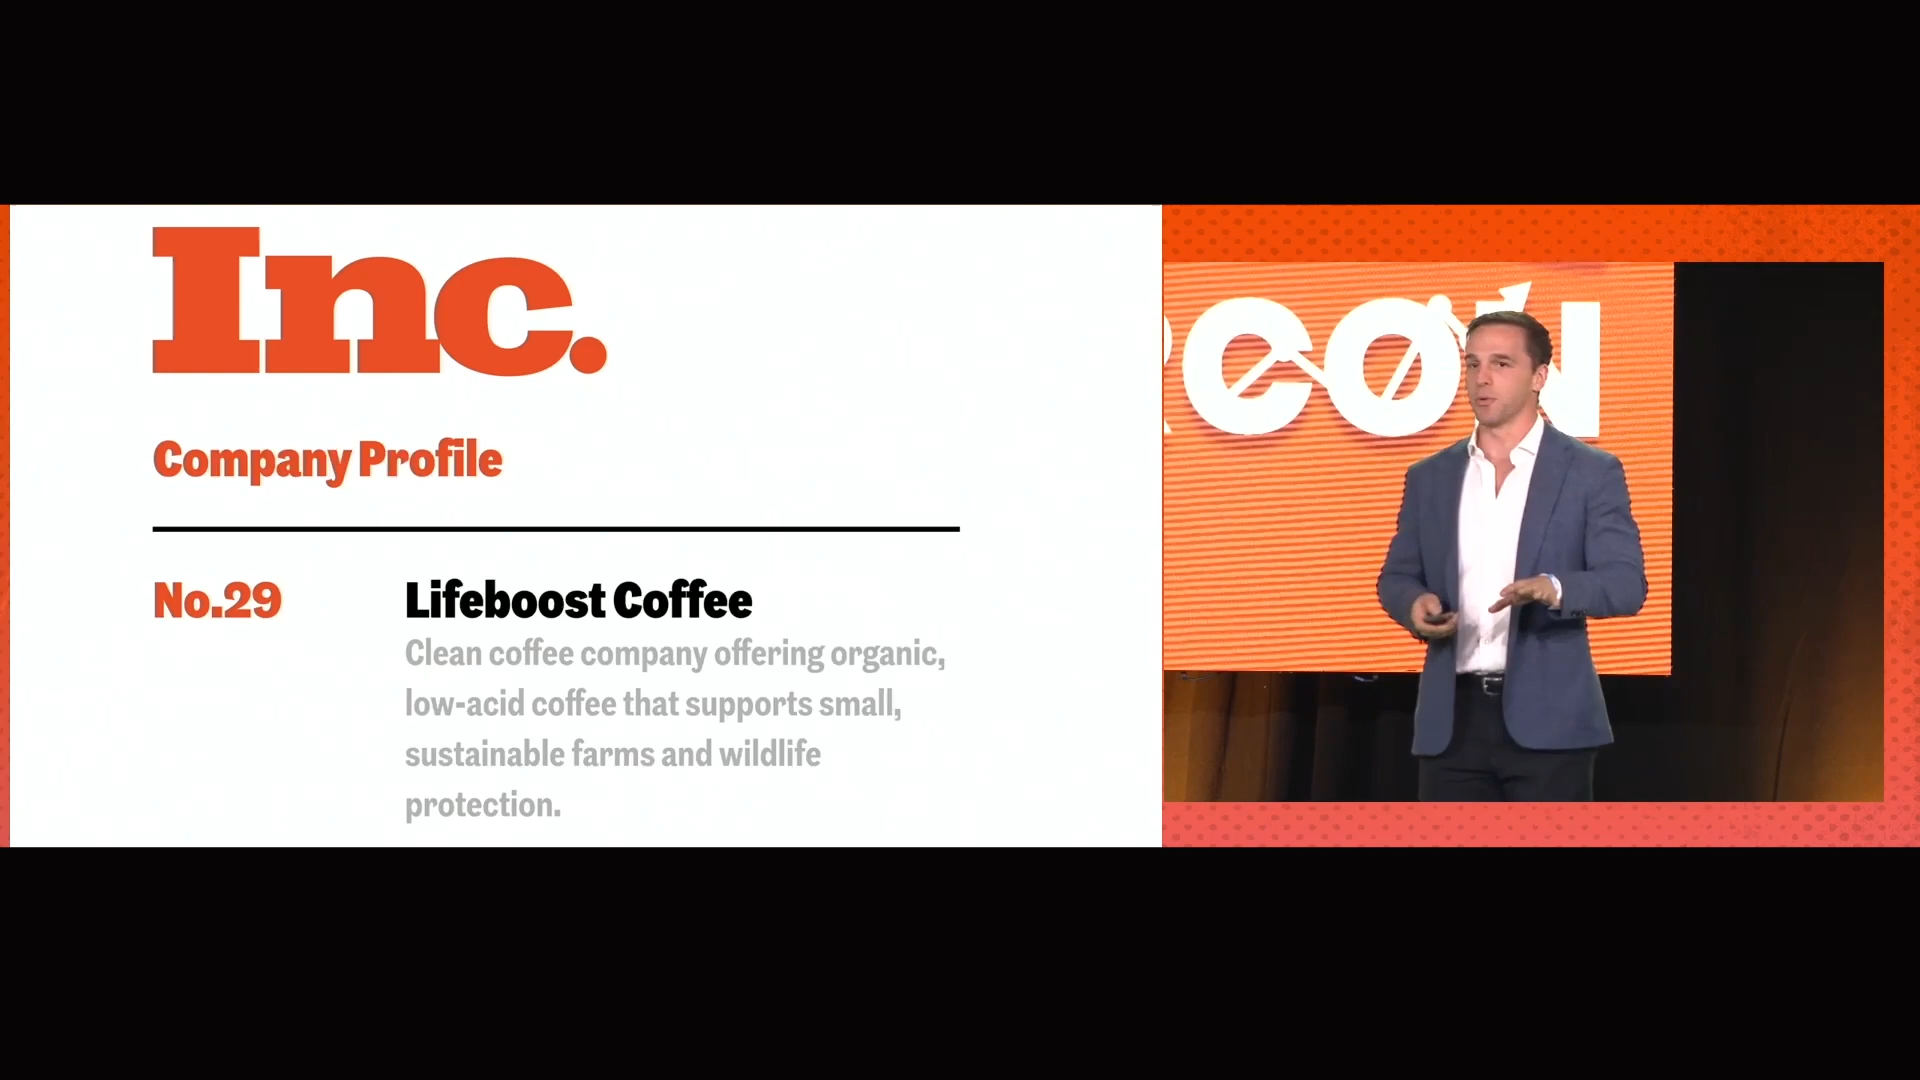 Inc.
Company Profile
No.29
Lifeboost Coffee
Clean coffee company offering organic,
low-acid coffee that supports small,
sustainable farms and wildlife
protection.
CON